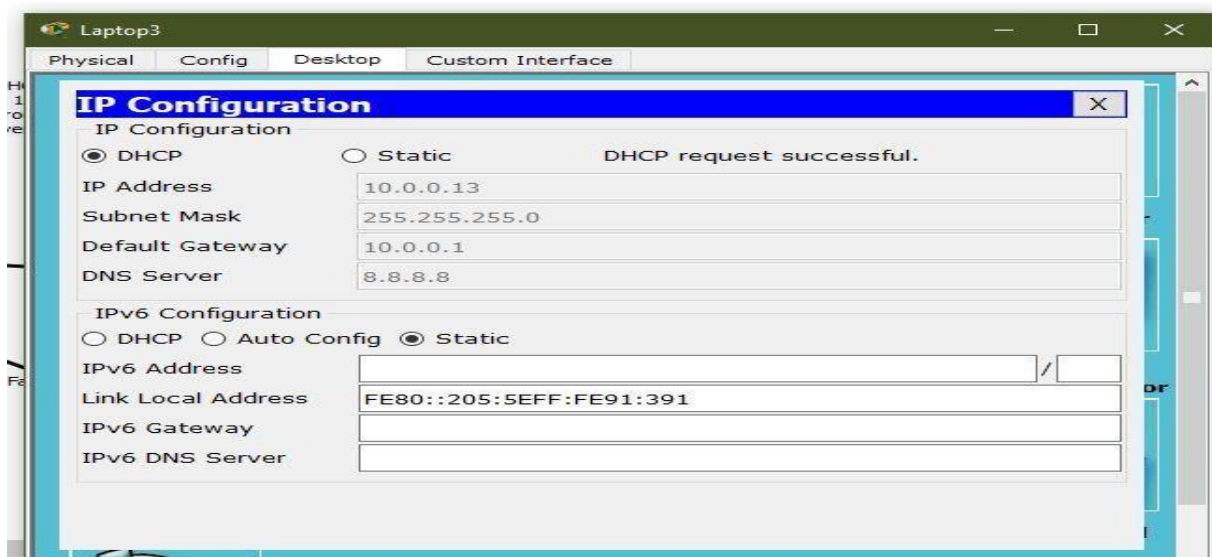 Laptop3
Physical Config Desktop Custom Interface
IP Configuration X
IP Configuration
DHCP Static DHCP request successful.
IP Address 10.0.0.13
Subnet Mask 255.255.255.0
Default Gateway 10.0.0.1
DNS Server 8.8.8.8
IPv6 Configuration
DHCP Auto Config Static
IPv6 Address /
Link Local Address FE80::205:5EFF:FE91:391
IPv6 Gateway
IPv6 DNS Server